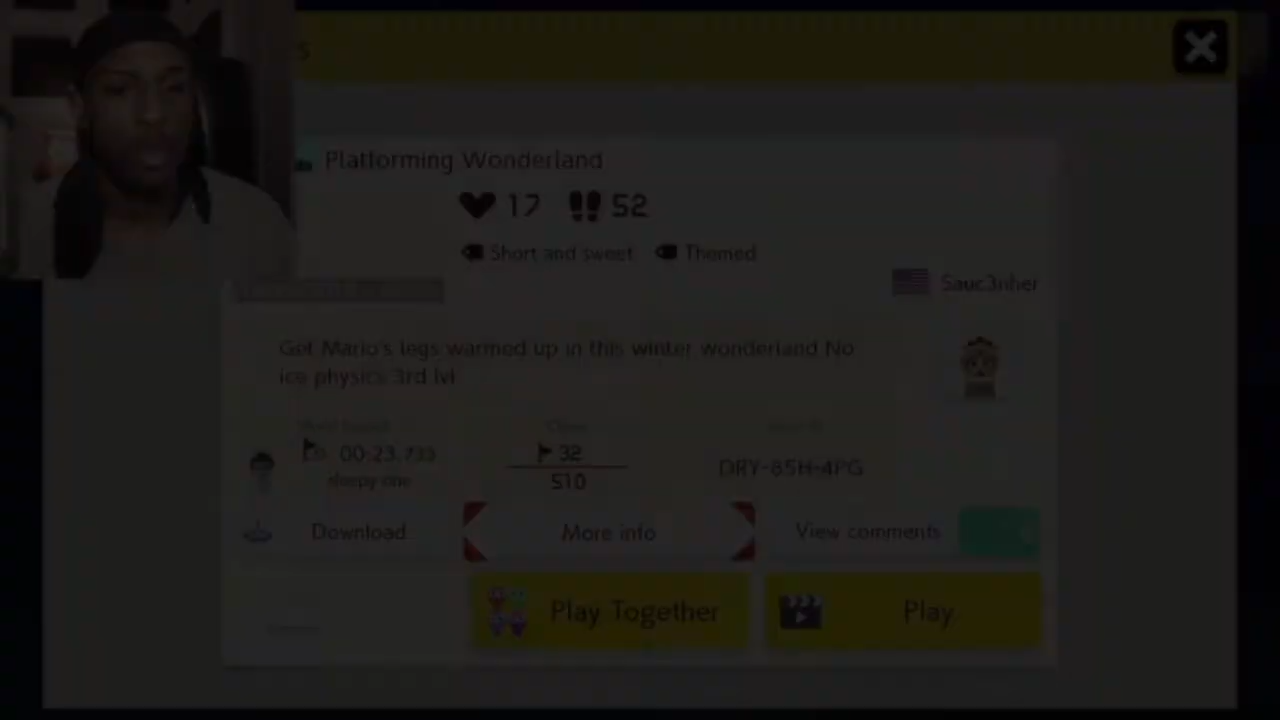 s
Platforming Wonderland
17 52
Short and sweet Themed
Sauc3nher
Get Mario's legs warmed up in this winter wonderland No
ice physics 3rd lvl
00:23.733
32
510
DRY-85H-4PG
Download
More info
View comments
Play Together
Play